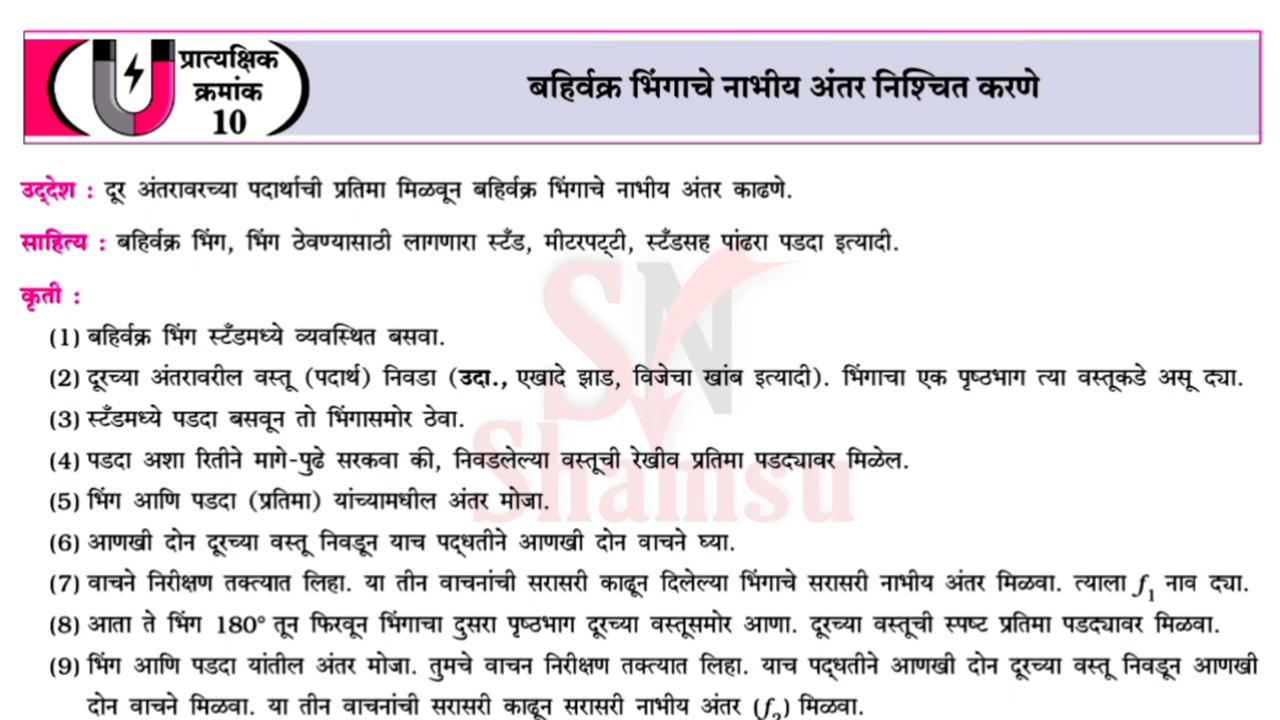 प्रात्यक्षिक
क्रमांक
10
बहिर्वक्र भिंगाचे नाभीय अंतर निश्चित करणे
उद्देश : दूर अंतरावरच्या पदार्थाची प्रतिमा मिळवून बहिर्वक्र भिंगाचे नाभीय अंतर काढणे.
साहित्य : बहिर्वक्र भिंग, भिंग ठेवण्यासाठी लागणारा स्टँड, मीटरपट्टी, स्टँडसह पांढरा पडदा इत्यादी.
कृती :
(1) बहिर्वक्र भिंग स्टँडमध्ये व्यवस्थित बसवा.
(2) दूरच्या अंतरावरील वस्तू (पदार्थ) निवडा (उदा., एखादे झाड, विजेचा खांब इत्यादी). भिंगाचा एक पृष्ठभाग त्या वस्तूकडे असू द्या.
(3) स्टँडमध्ये पडदा बसवून तो भिंगासमोर ठेवा.
(4) पडदा अशा रितीने मागे-पुढे सरकवा की, निवडलेल्या वस्तूची रेखीव प्रतिमा पडद्यावर मिळेल.
(5) भिंग आणि पडदा (प्रतिमा) यांच्यामधील अंतर मोजा.
(6) आणखी दोन दूरच्या वस्तू निवडून याच पद्धतीने आणखी दोन वाचने घ्या.
(7) वाचने निरीक्षण तक्त्यात लिहा. या तीन वाचनांची सरासरी काढून दिलेल्या भिंगाचे सरासरी नाभीय अंतर मिळवा. त्याला f₁ नाव द्या.
(8) आता ते भिंग 180° तून फिरवून भिंगाचा दुसरा पृष्ठभाग दूरच्या वस्तूसमोर आणा. दूरच्या वस्तूची स्पष्ट प्रतिमा पडद्यावर मिळवा.
(9) भिंग आणि पडदा यांतील अंतर मोजा. तुमचे वाचन निरीक्षण तक्त्यात लिहा. याच पद्धतीने आणखी दोन दूरच्या वस्तू निवडून आणखी
दोन वाचने मिळवा. या तीन वाचनांची सरासरी काढून सरासरी नाभीय अंतर (f₂) मिळवा.
SN
Shamsu